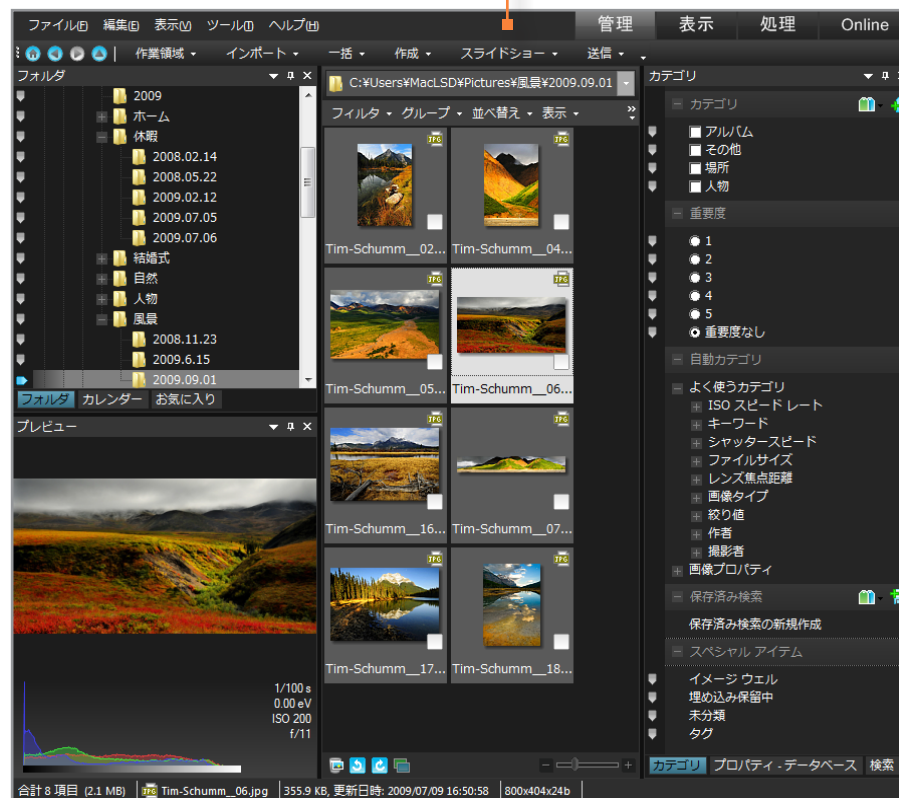 ファイル(F) 編集(E) 表示(V) ツール(T) ヘルプ(H)
管理 表示 処理 Online
作業領域 インポート 一括 作成 スライドショー 送信
フォルダ
2009
ホーム
休暇
2008.02.14
2008.05.22
2009.02.12
2009.07.05
2009.07.06
結婚式
自然
人物
風景
2008.11.23
2009.6.15
2009.09.01
フォルダ カレンダー お気に入り
プレビュー
1/100 s
0.00 eV
ISO 200
f/11
C:¥Users¥MacLSD¥Pictures¥風景¥2009.09.01
フィルタ グループ 並べ替え 表示 »
JPG JPG
Tim-Schumm__02... Tim-Schumm__04...
JPG JPG
Tim-Schumm__05... Tim-Schumm__06...
JPG JPG
Tim-Schumm__16... Tim-Schumm__07...
JPG JPG
Tim-Schumm__17... Tim-Schumm__18...
カテゴリ
カテゴリ
アルバム
その他
場所
人物
重要度
1
2
3
4
5
重要度なし
自動カテゴリ
よく使うカテゴリ
ISO スピード レート
キーワード
シャッタースピード
ファイルサイズ
レンズ焦点距離
画像タイプ
絞り値
作者
撮影者
画像プロパティ
保存済み検索
保存済み検索の新規作成
スペシャル アイテム
イメージ ウェル
埋め込み保留中
未分類
タグ
カテゴリ プロパティ - データベース 検索
合計 8 項目 (2.1 MB) JPG Tim-Schumm__06.jpg 355.9 KB, 更新日時: 2009/07/09 16:50:58 800x404x24b